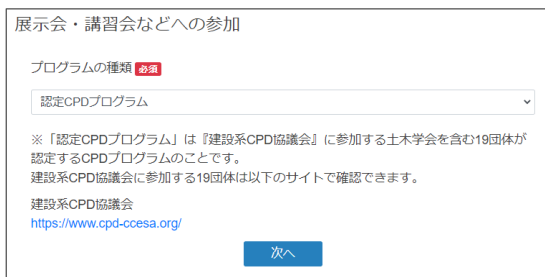 展示会・講習会などへの参加
プログラムの種類 必須
認定CPDプログラム
※「認定CPDプログラム」は『建設系CPD協議会』に参加する土木学会を含む19団体が
認定するCPDプログラムのことです。
建設系CPD協議会に参加する19団体は以下のサイトで確認できます。
建設系CPD協議会
https://www.cpd-ccesa.org/
次へ